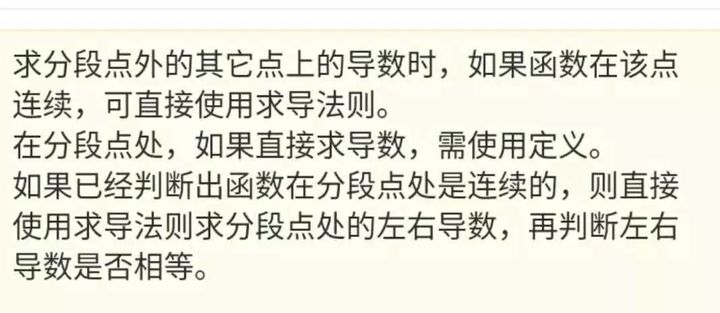 求分段点外的其它点上的导数时，如果函数在该点
连续，可直接使用求导法则。
在分段点处，如果直接求导数，需使用定义。
如果已经判断出函数在分段点处是连续的，则直接
使用求导法则求分段点处的左右导数，再判断左右
导数是否相等。